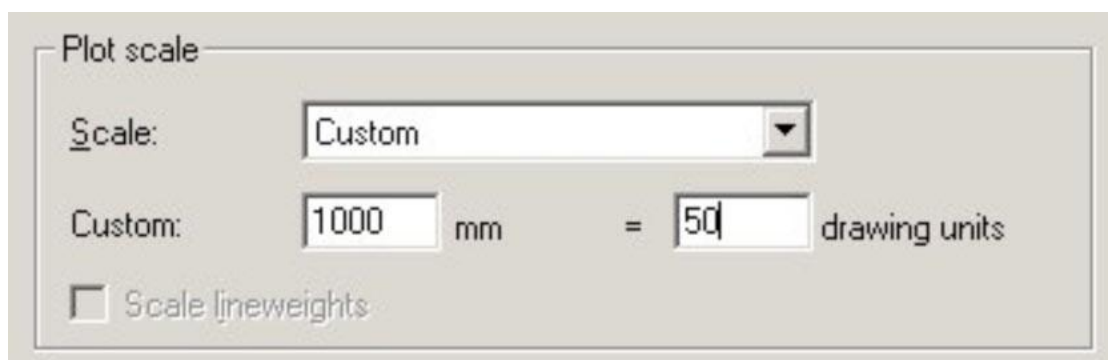 Plot scale
Scale: Custom
Custom: 1000 mm = 50 drawing units
Scale lineweights